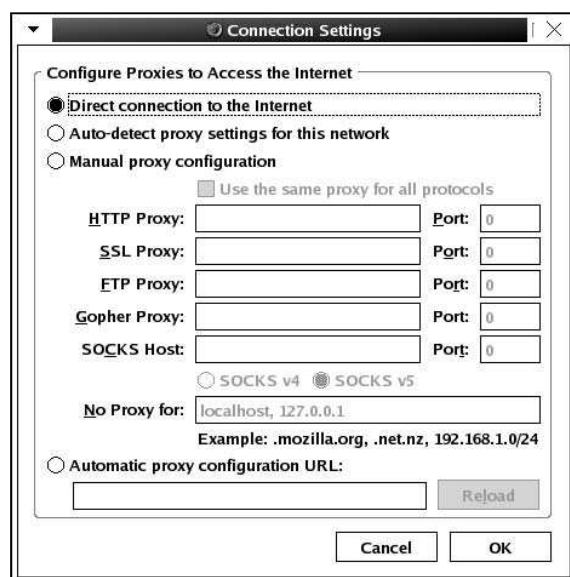 Connection Settings
Configure Proxies to Access the Internet
Direct connection to the Internet
Auto-detect proxy settings for this network
Manual proxy configuration
Use the same proxy for all protocols
HTTP Proxy: Port: 0
SSL Proxy: Port: 0
FTP Proxy: Port: 0
Gopher Proxy: Port: 0
SOCKS Host: Port: 0
SOCKS v4 SOCKS v5
No Proxy for: localhost, 127.0.0.1
Example: .mozilla.org, .net.nz, 192.168.1.0/24
Automatic proxy configuration URL:
Reload
Cancel OK